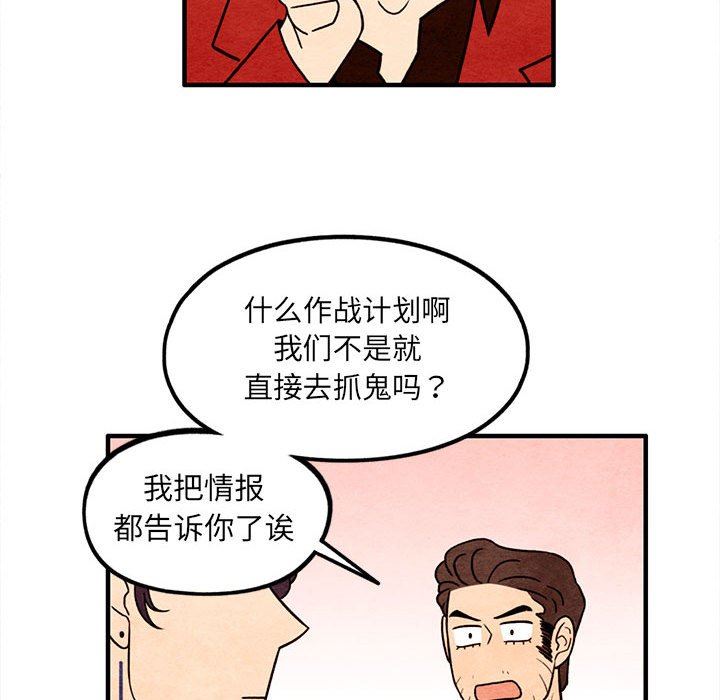 什么作战计划啊
我们不是就
直接去抓鬼吗？
我把情报
都告诉你了诶